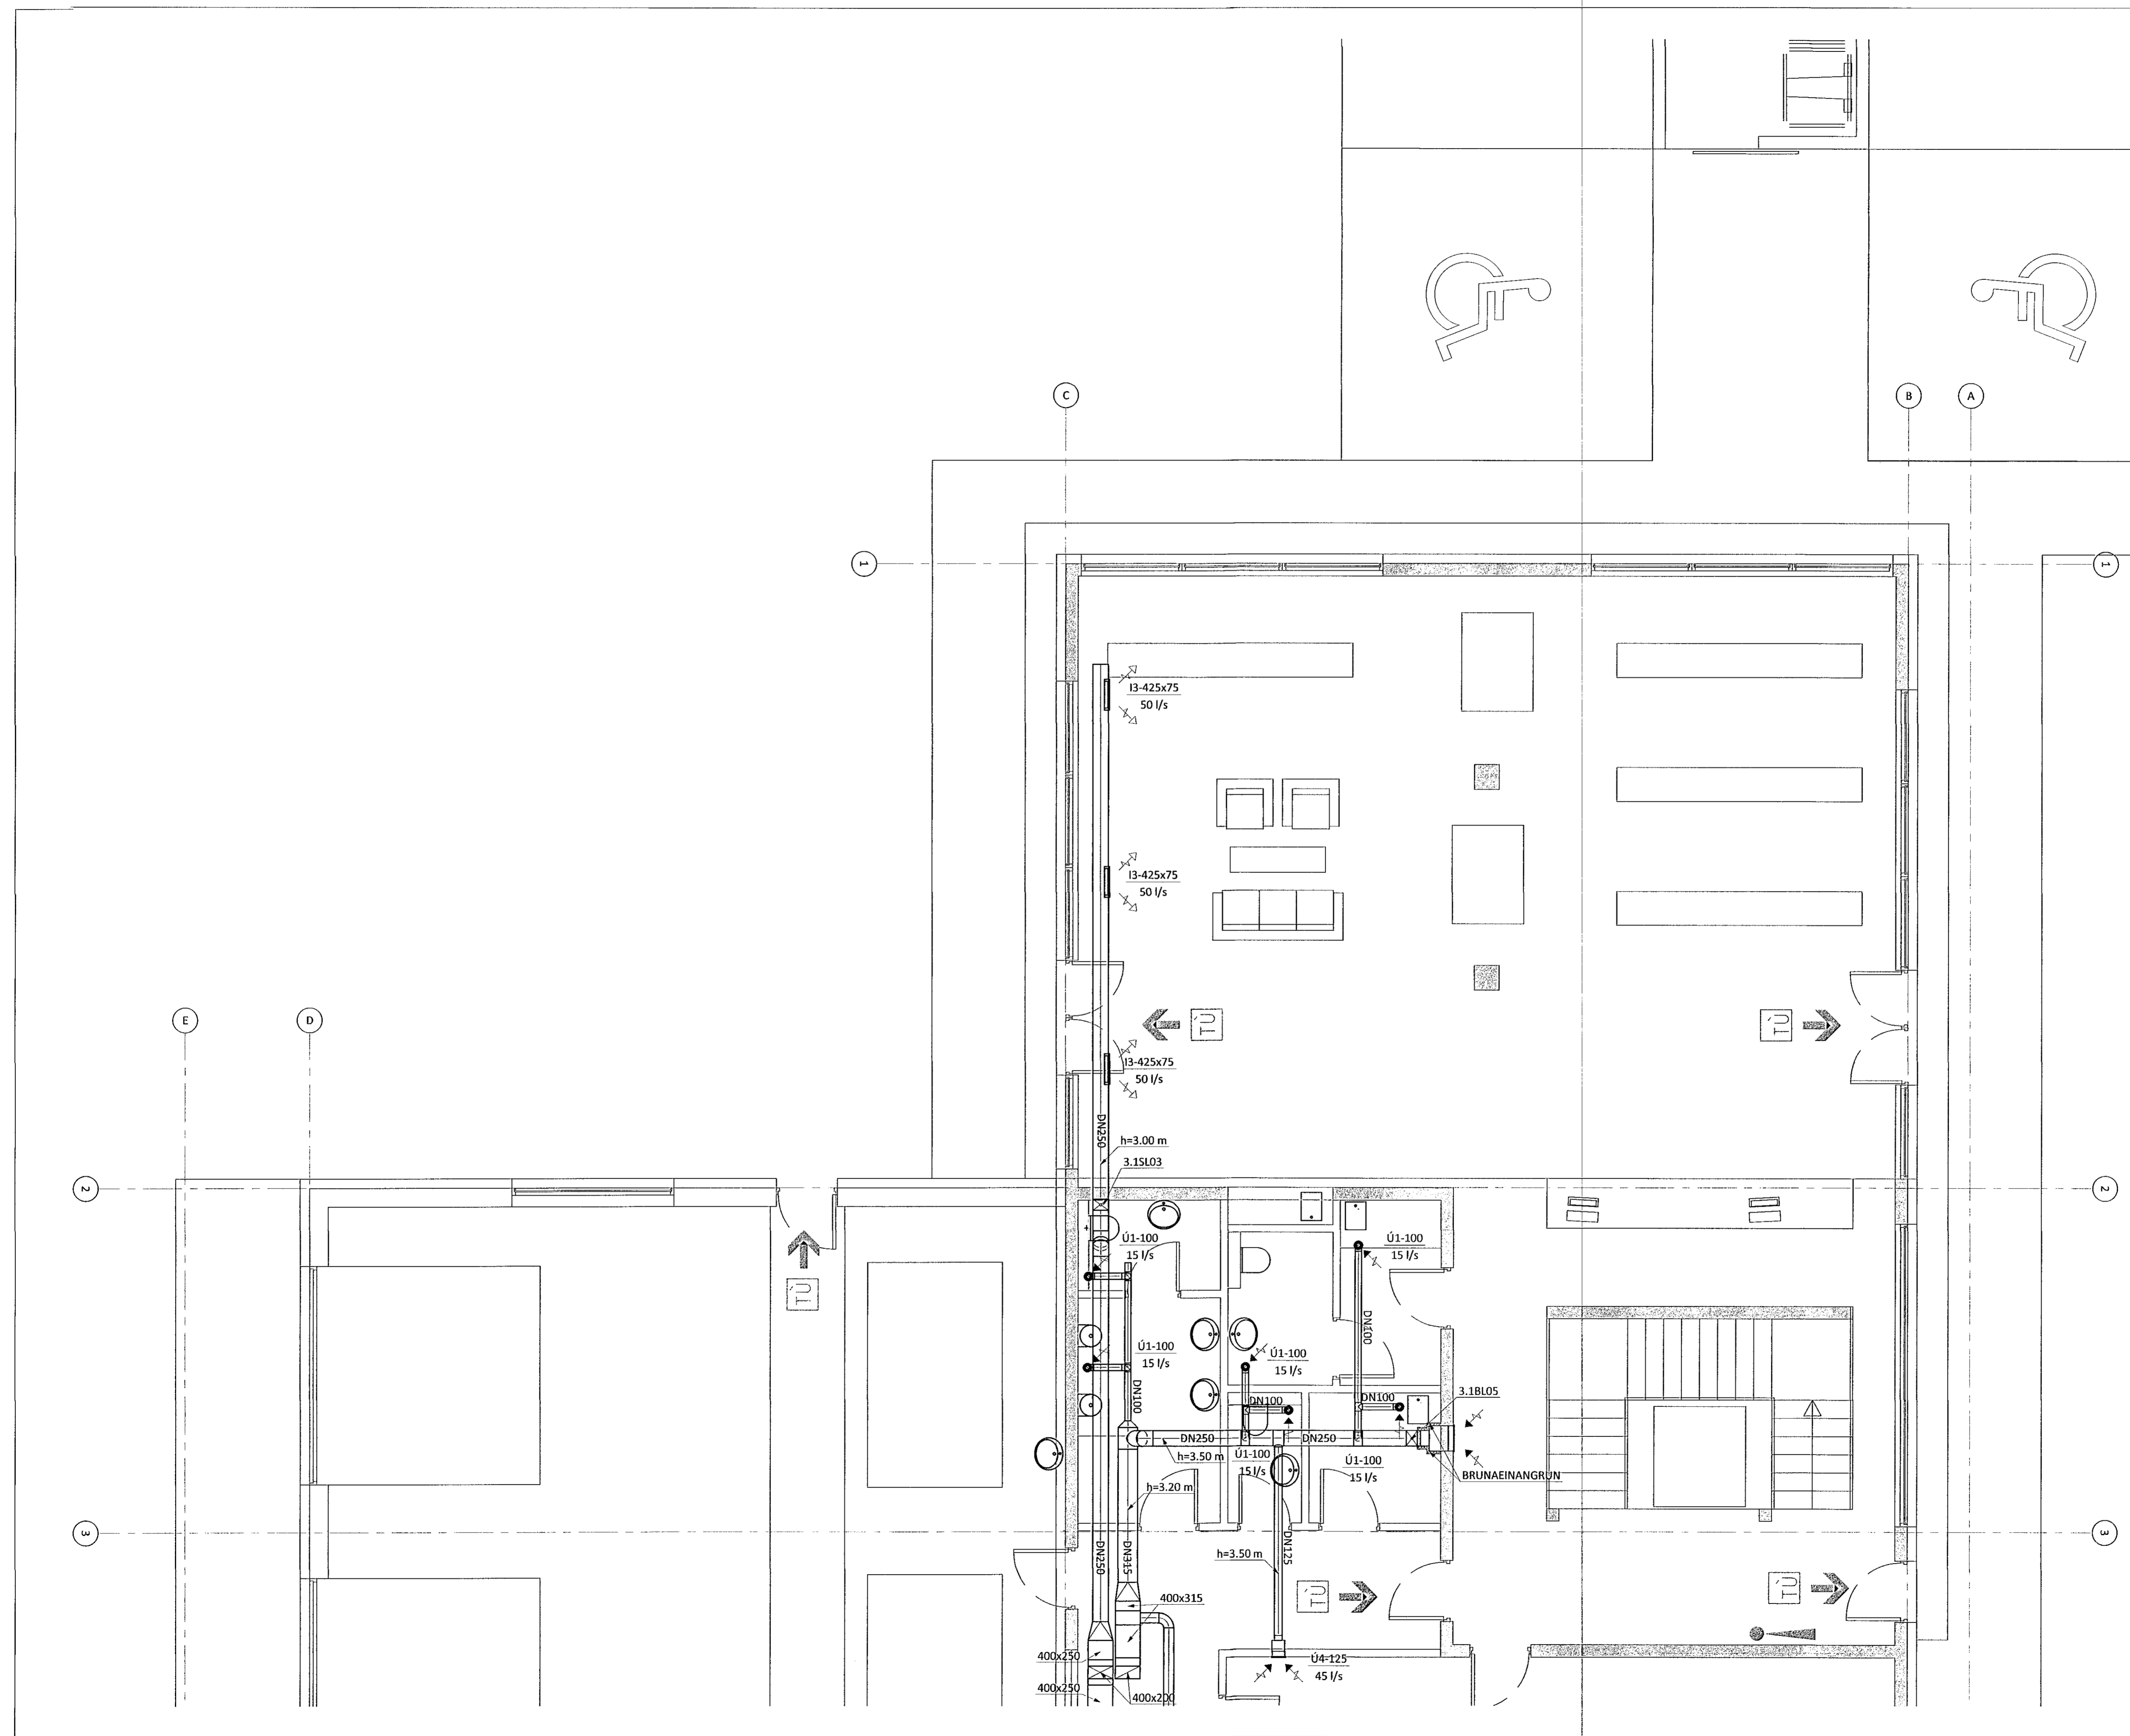 C
B
A
1
1
I3-425x75
50 l/s
I3-425x75
50 l/s
E
D
TÚ
TÚ
I3-425x75
50 l/s
DN250
h=3.00 m
3.1SL03
2
2
Ú1-100
15 l/s
Ú1-100
15 l/s
TÚ
DN100
Ú1-100
15 l/s
Ú1-100
15 l/s
DN100
DN100
DN100
3.1BL05
DN250
DN250
h=3.50 m
Ú1-100
15 l/s
Ú1-100
15 l/s
BRUNAEINANGRUN
h=3.20 m
3
3
DN250
DN315
DN125
h=3.50 m
TÚ
TÚ
400x315
400x250
Ú4-125
45 l/s
400x250
400x200